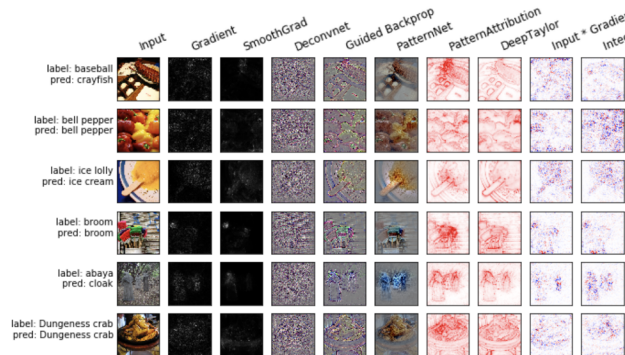 Input
Gradient
SmoothGrad
Deconvnet
Guided Backprop
PatternNet
PatternAttribution
DeepTaylor
Input * Gradie
Inte
label: baseball
pred: crayfish
label: bell pepper
pred: bell pepper
label: ice lolly
pred: ice cream
label: broom
pred: broom
label: abaya
pred: cloak
label: Dungeness crab
pred: Dungeness crab